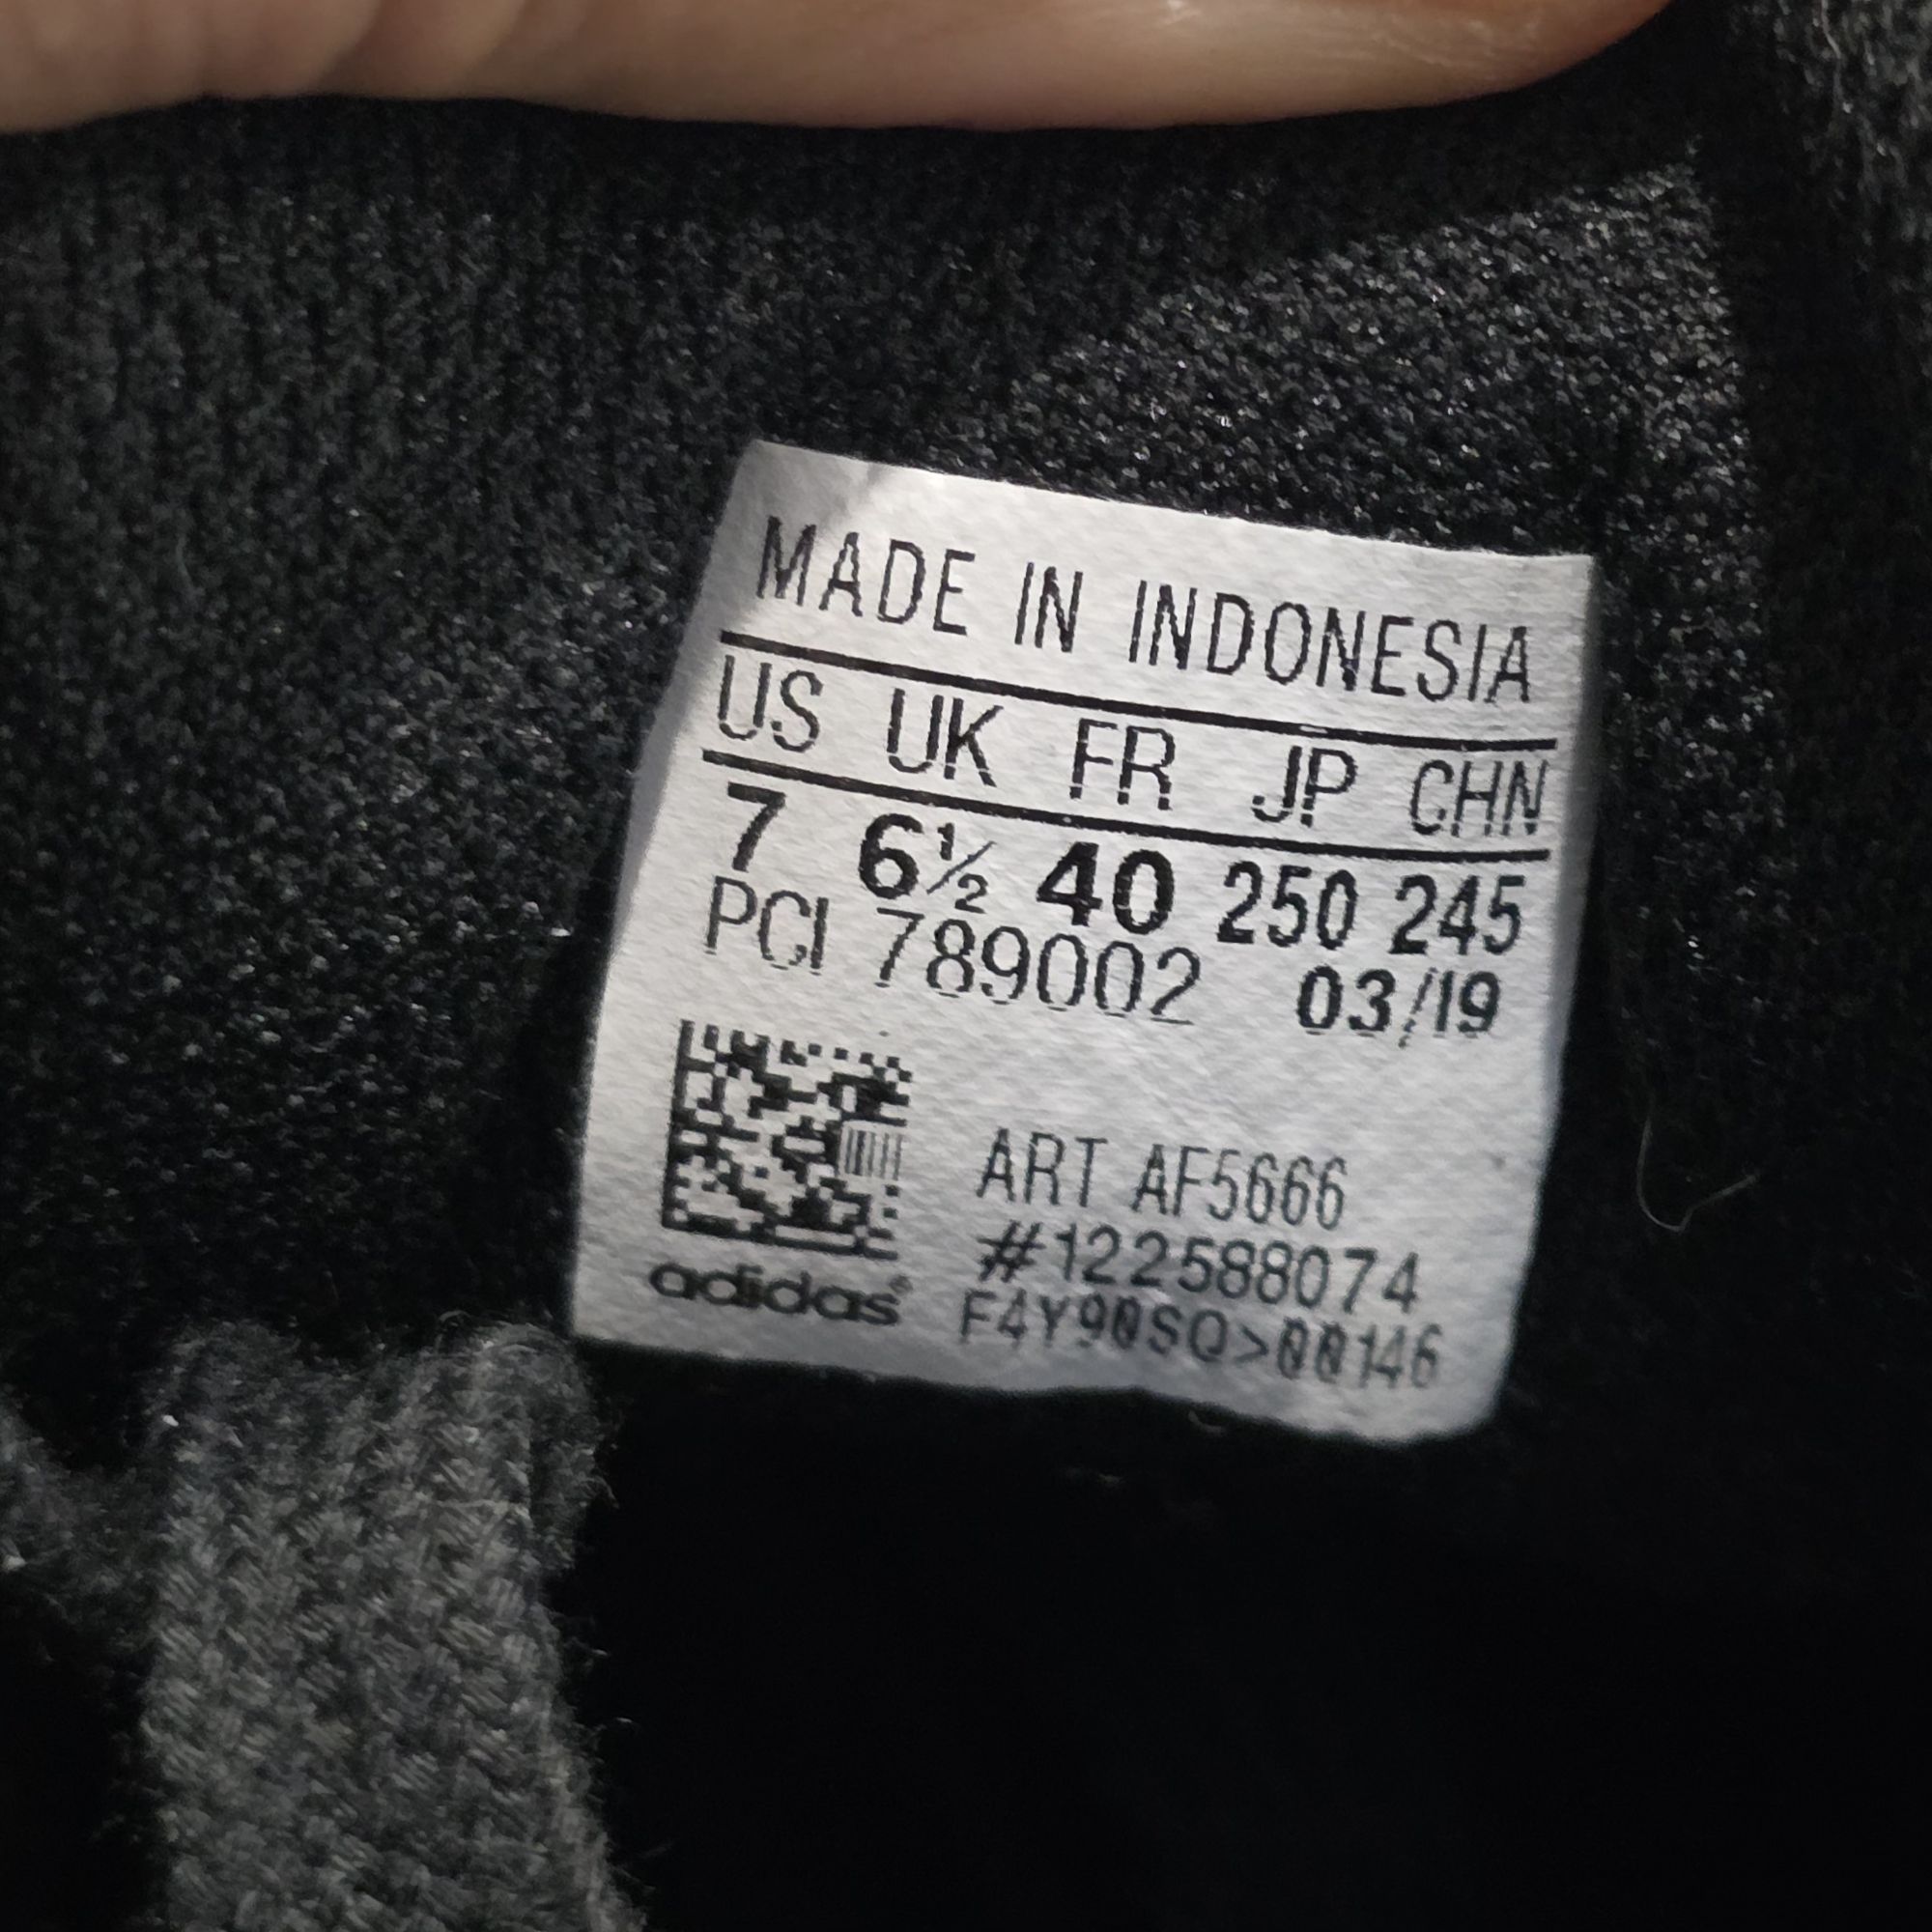 MADE IN INDONESIA
US UK FR JP CHN
7 6½ 40 250 245
PCI 789002 03/19
ART AF5666
#122588074
adidas® F4Y90SQ>00146